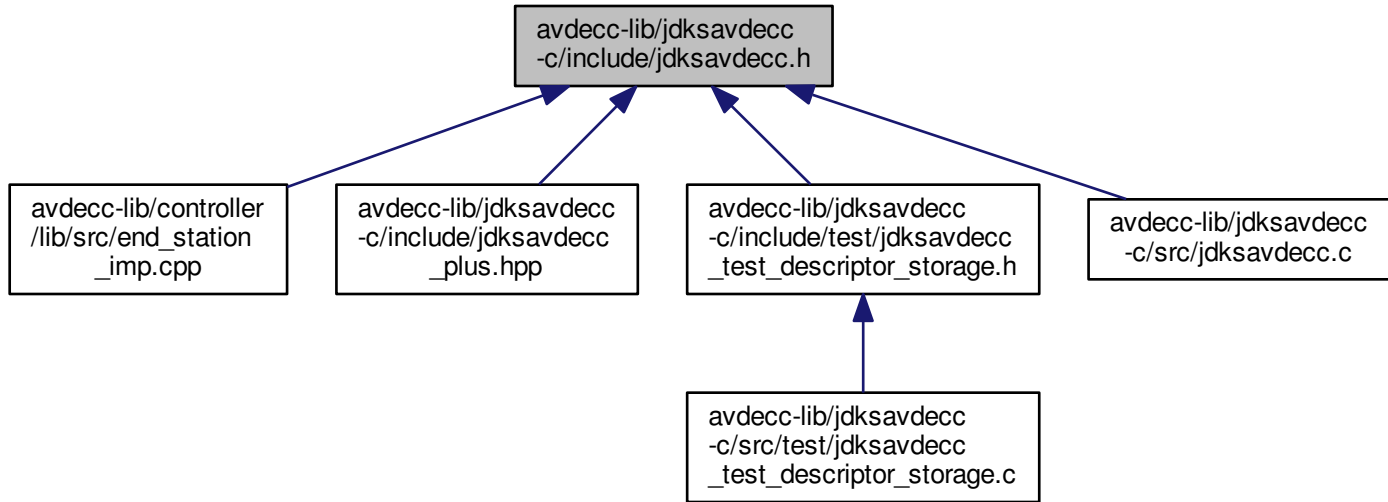 avdecc-lib/jdksavdecc
-c/include/jdksavdecc.h
avdecc-lib/controller
/lib/src/end_station
_imp.cpp
avdecc-lib/jdksavdecc
-c/include/jdksavdecc
_plus.hpp
avdecc-lib/jdksavdecc
-c/include/test/jdksavdecc
_test_descriptor_storage.h
avdecc-lib/jdksavdecc
-c/src/jdksavdecc.c
avdecc-lib/jdksavdecc
-c/src/test/jdksavdecc
_test_descriptor_storage.c